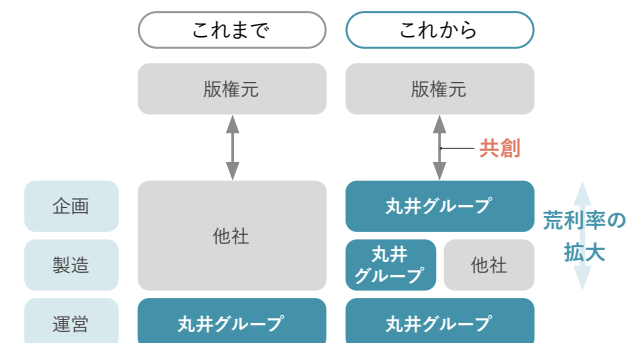 これまで
これから
版権元
版権元
共創
企画
他社
丸井グループ
荒利率の
拡大
製造
丸井
グループ
他社
運営
丸井グループ
丸井グループ